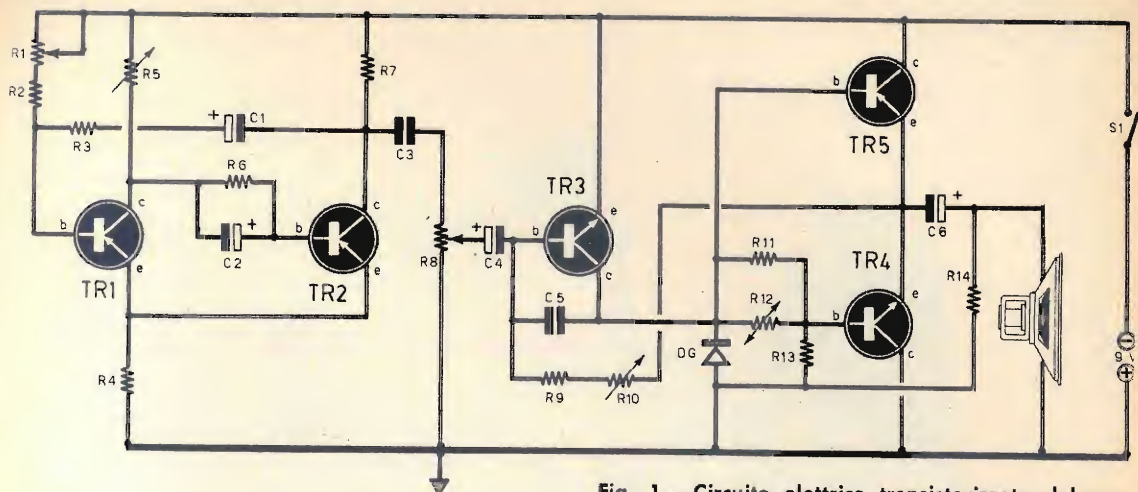 R1
R2
R3
R5
C1
R7
C3
R6
C2
b
c
e
TR1
b
c
e
TR2
R4
R8
C4
TR3
b
e
c
C5
R9
R10
DG
R11
R12
R13
b
c
e
TR5
TR4
b
e
c
C6
R14
S1
9
Fig. 1 - Circuito elettrico transistorizzato del